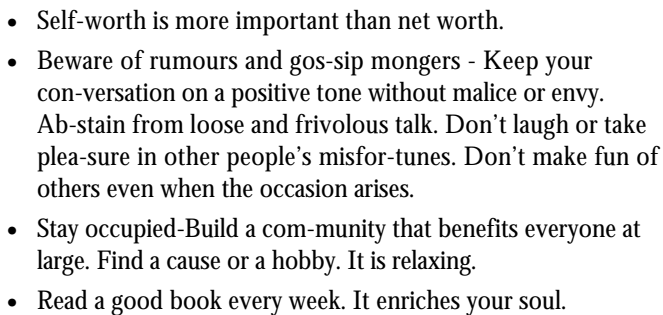 • Self-worth is more important than net worth.
• Beware of rumours and gos-sip mongers - Keep your
con-versation on a positive tone without malice or envy.
Ab-stain from loose and frivolous talk. Don’t laugh or take
plea-sure in other people’s misfor-tunes. Don’t make fun of
others even when the occasion arises.
• Stay occupied-Build a com-munity that benefits everyone at
large. Find a cause or a hobby. It is relaxing.
• Read a good book every week. It enriches your soul.